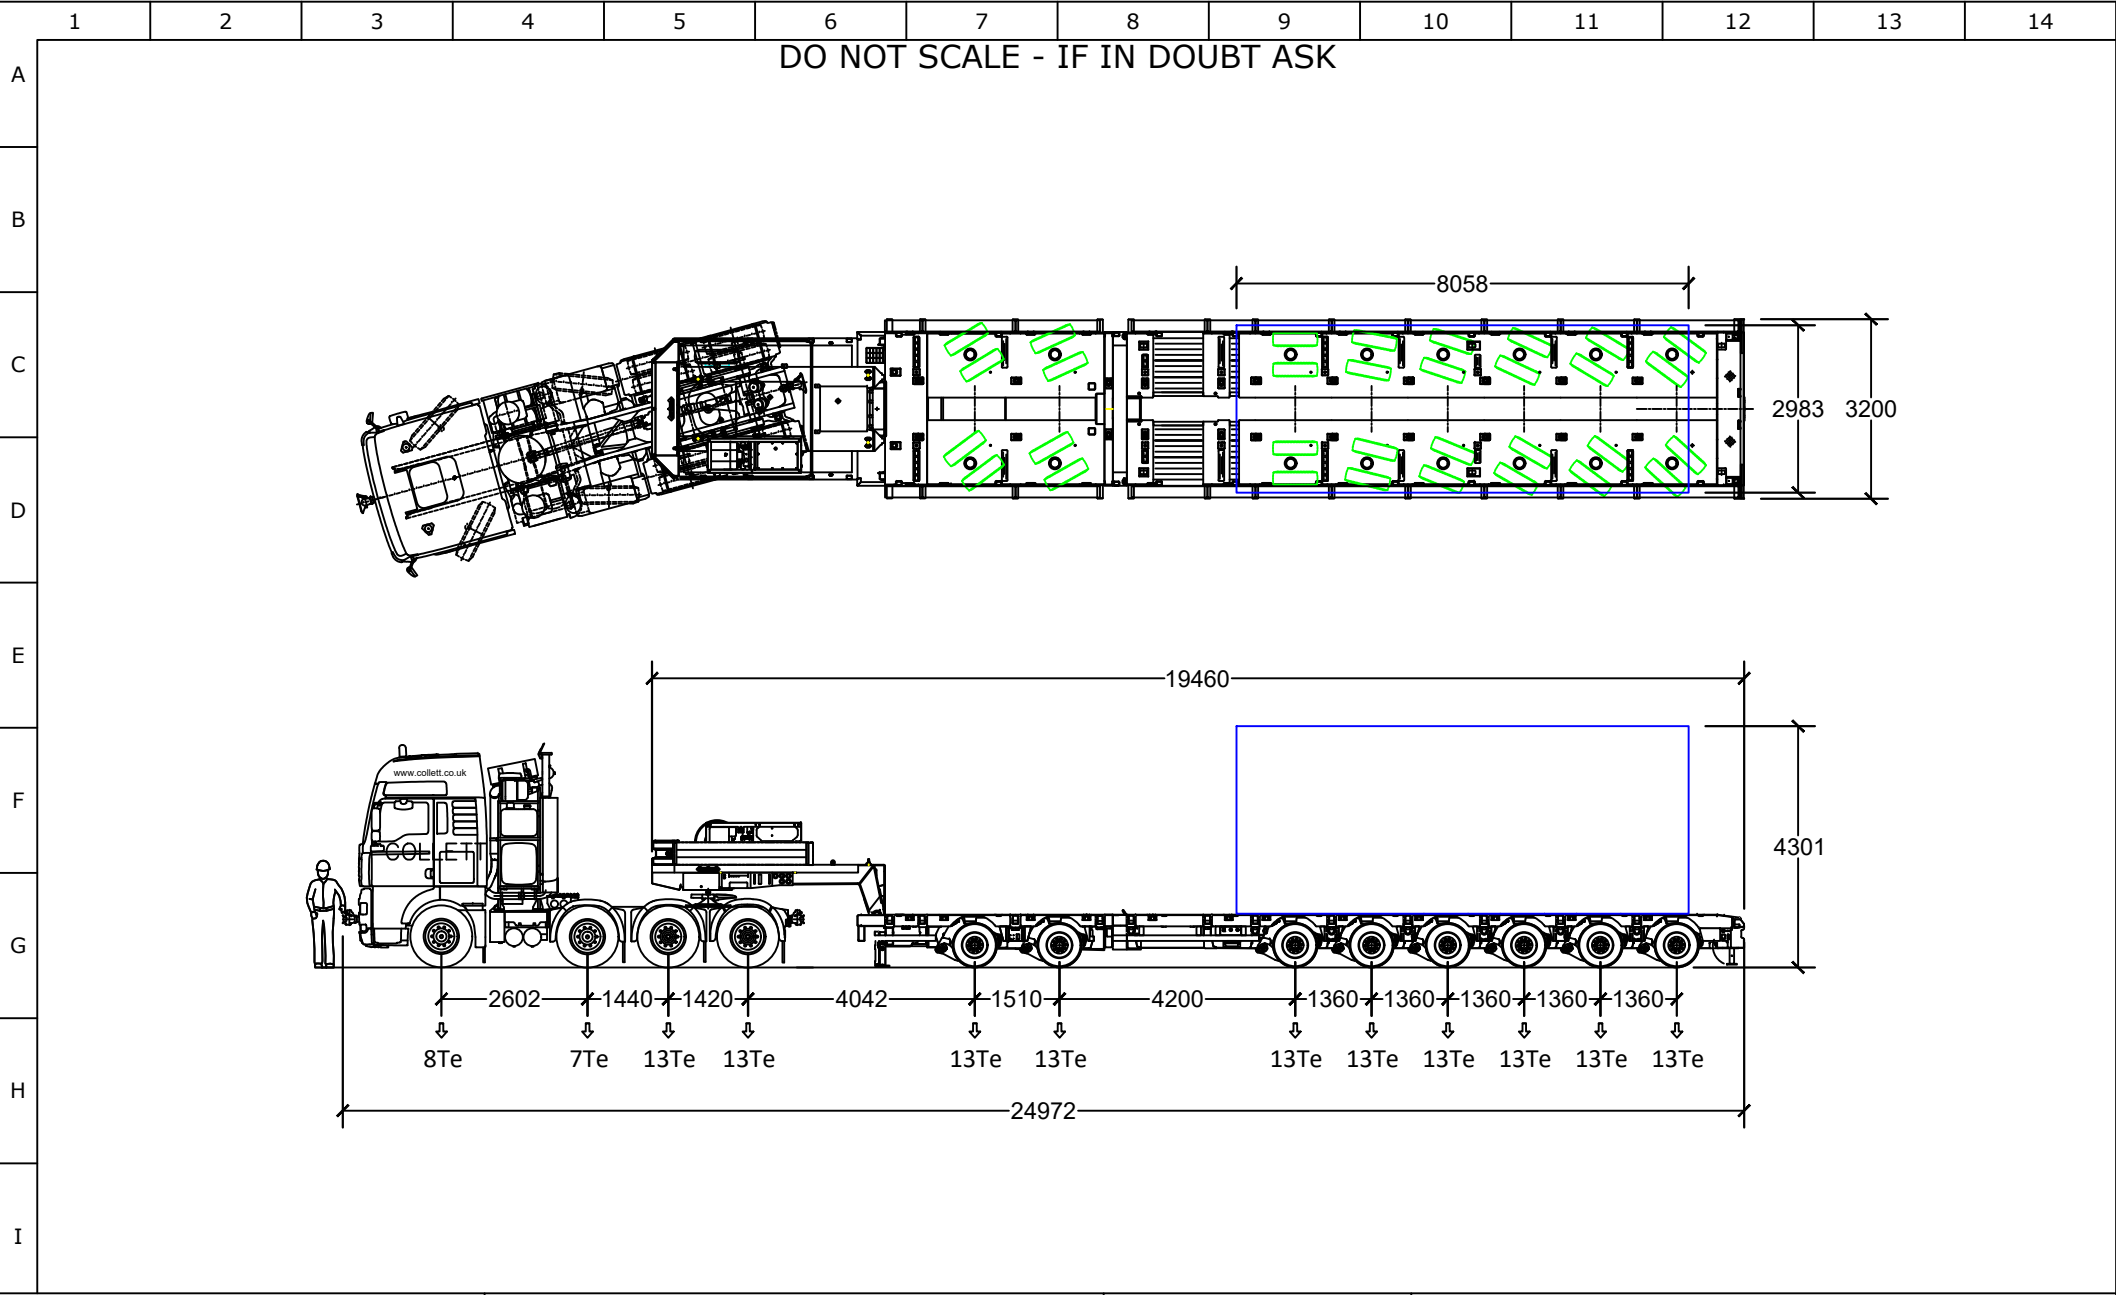 1 2 3 4 5 6 7 8 9 10 11 12 13 14
DO NOT SCALE - IF IN DOUBT ASK
A
B
8058
C
2983 3200
D
E
19460
www.collett.co.uk
F
COLLETT
4301
G
2602 1440 1420 4042 1510 4200 1360 1360 1360 1360 1360
8Te 7Te 13Te 13Te 13Te 13Te 13Te 13Te 13Te 13Te 13Te 13Te
H
24972
I